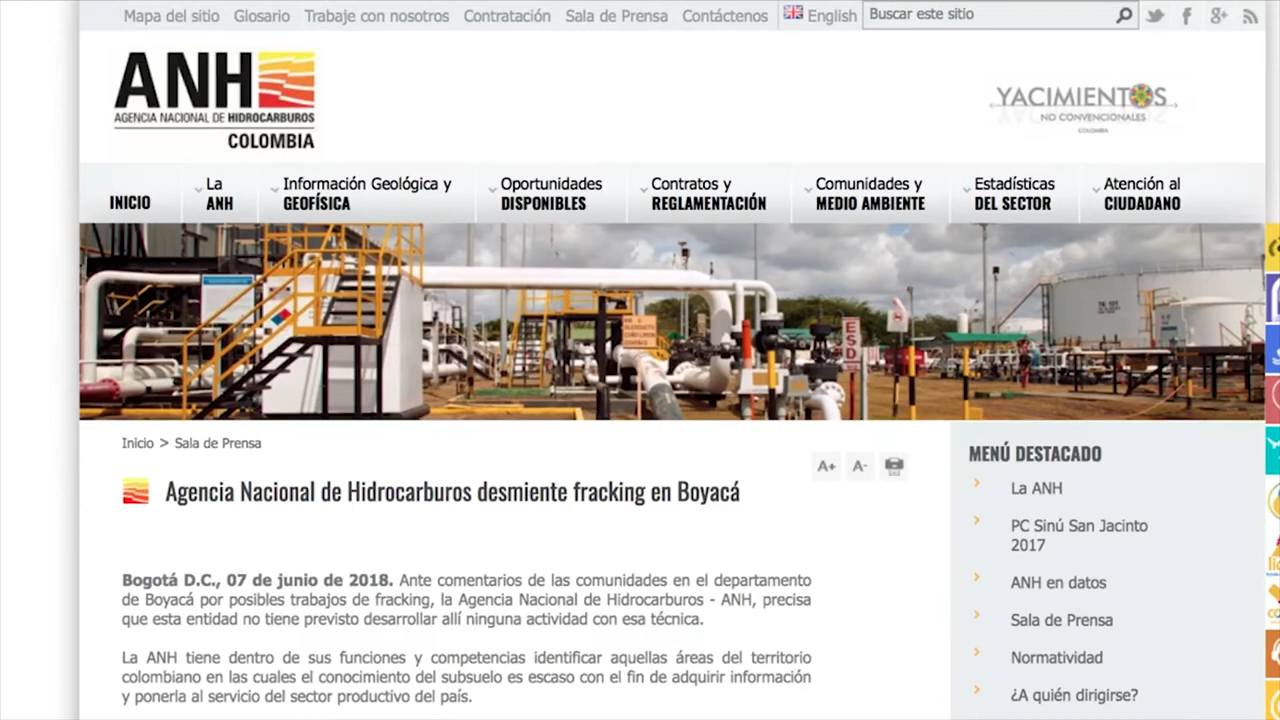 Mapa del sitio Glosario Trabaje con nosotros Contratación Sala de Prensa Contáctenos English Buscar este sitio
ANH
AGENCIA NACIONAL DE HIDROCARBUROS
COLOMBIA
YACIMIENTOS
NO CONVENCIONALES
COLOMBIA
INICIO
La
ANH
Información Geológica y
GEOFÍSICA
Oportunidades
DISPONIBLES
Contratos y
REGLAMENTACIÓN
Comunidades y
MEDIO AMBIENTE
Estadísticas
DEL SECTOR
Atención al
CIUDADANO
ESD
Inicio > Sala de Prensa
A+ A-
Agencia Nacional de Hidrocarburos desmiente fracking en Boyacá
Bogotá D.C., 07 de junio de 2018. Ante comentarios de las comunidades en el departamento
de Boyacá por posibles trabajos de fracking, la Agencia Nacional de Hidrocarburos - ANH, precisa
que esta entidad no tiene previsto desarrollar allí ninguna actividad con esa técnica.
La ANH tiene dentro de sus funciones y competencias identificar aquellas áreas del territorio
colombiano en las cuales el conocimiento del subsuelo es escaso con el fin de adquirir información
y ponerla al servicio del sector productivo del país.
MENÚ DESTACADO
La ANH
PC Sinú San Jacinto
2017
ANH en datos
Sala de Prensa
Normatividad
¿A quién dirigirse?